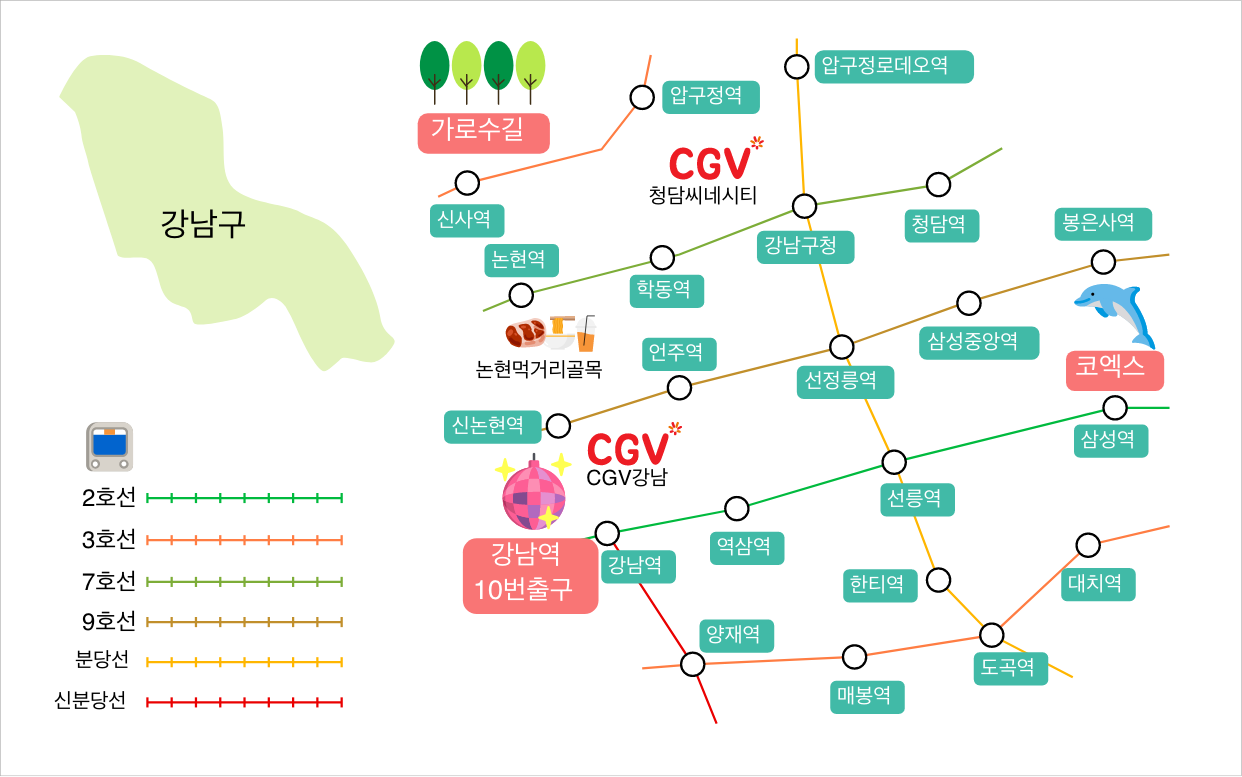 강남구
2호선
3호선
7호선
9호선
분당선
신분당선
가로수길
압구정역
압구정로데오역
CGV
청담씨네시티
신사역
청담역
봉은사역
논현역
강남구청
학동역
논현먹거리골목
언주역
삼성중앙역
코엑스
선정릉역
신논현역
삼성역
CGV
CGV강남
선릉역
강남역
10번출구
강남역
역삼역
한티역
대치역
양재역
도곡역
매봉역